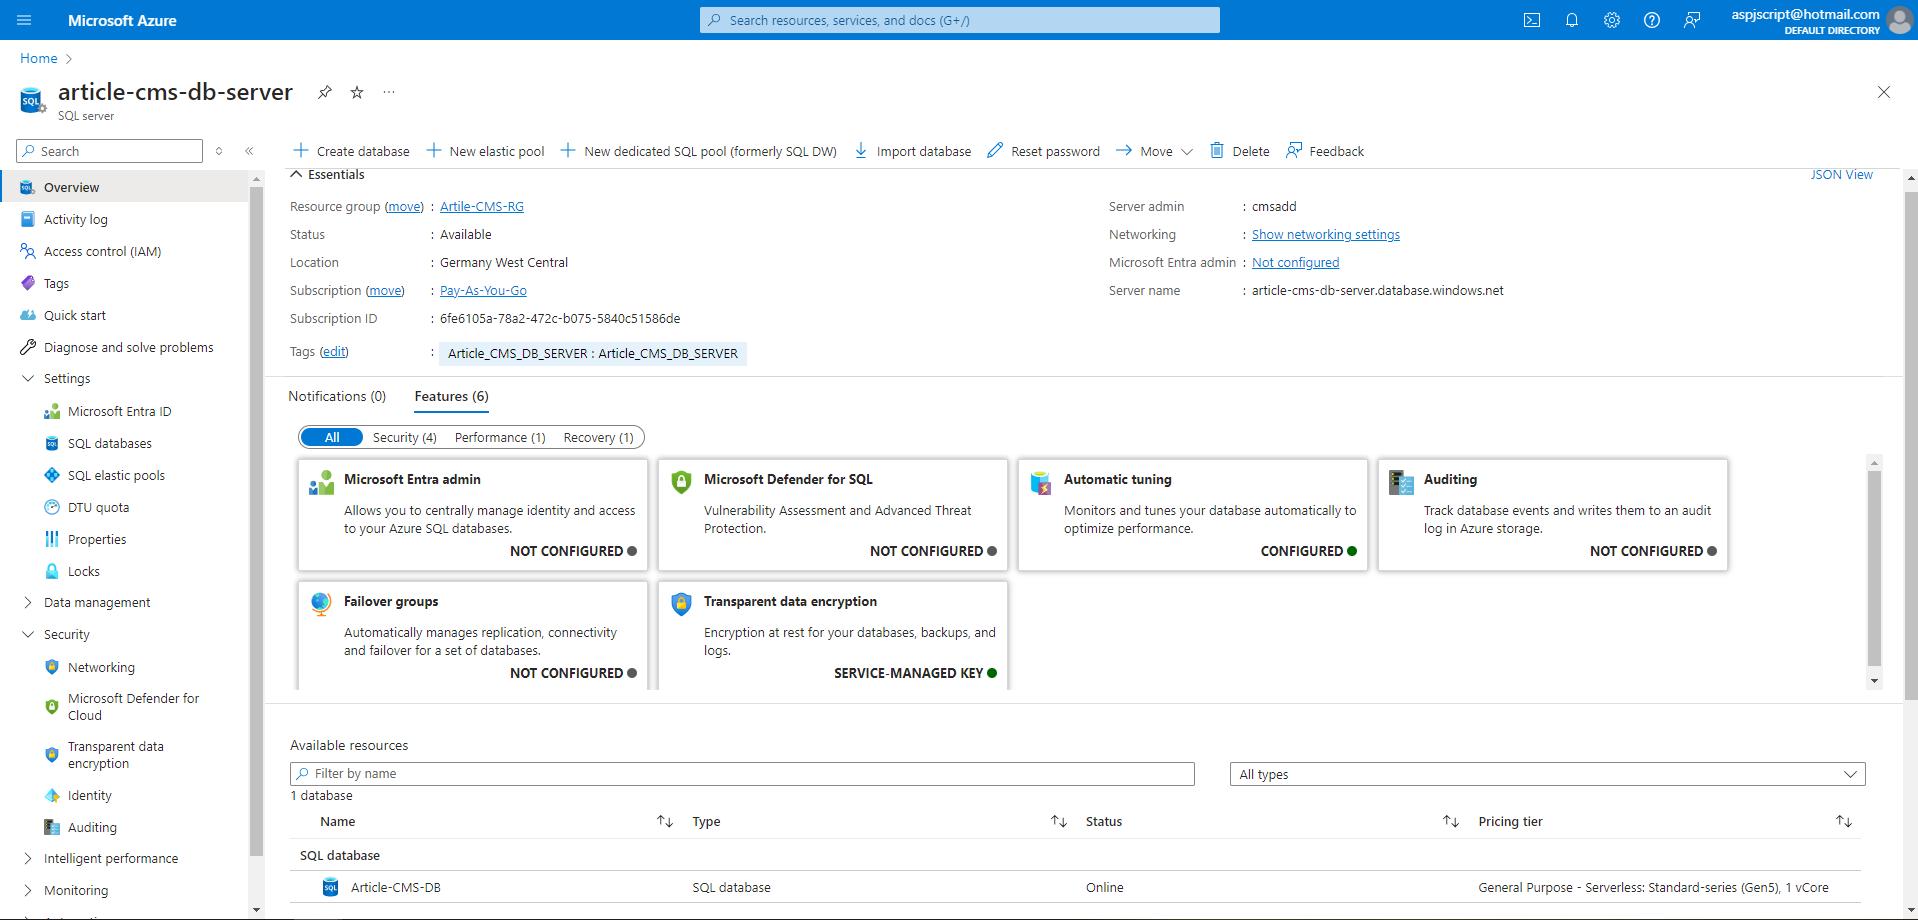 Microsoft Azure
Search resources, services, and docs (G+/)
aspjscript@hotmail.com
DEFAULT DIRECTORY
Home
article-cms-db-server
SQL server
Search
Create database
New elastic pool
New dedicated SQL pool (formerly SQL DW)
Import database
Reset password
Move
Delete
Feedback
Overview
Activity log
Access control (IAM)
Tags
Quick start
Diagnose and solve problems
Settings
Microsoft Entra ID
SQL databases
SQL elastic pools
DTU quota
Properties
Locks
Data management
Security
Networking
Microsoft Defender for
Cloud
Transparent data
encryption
Identity
Auditing
Intelligent performance
Monitoring
Essentials
JSON View
Resource group (move) : Artile-CMS-RG
Status : Available
Location : Germany West Central
Subscription (move) : Pay-As-You-Go
Subscription ID : 6fe6105a-78a2-472c-b075-5840c51586de
Tags (edit) : Article_CMS_DB_SERVER : Article_CMS_DB_SERVER
Server admin : cmsadd
Networking : Show networking settings
Microsoft Entra admin : Not configured
Server name : article-cms-db-server.database.windows.net
Notifications (0)
Features (6)
All
Security (4)
Performance (1)
Recovery (1)
Microsoft Entra admin
Allows you to centrally manage identity and access
to your Azure SQL databases.
NOT CONFIGURED
Microsoft Defender for SQL
Vulnerability Assessment and Advanced Threat
Protection.
NOT CONFIGURED
Automatic tuning
Monitors and tunes your database automatically to
optimize performance.
CONFIGURED
Auditing
Track database events and writes them to an audit
log in Azure storage.
NOT CONFIGURED
Failover groups
Automatically manages replication, connectivity
and failover for a set of databases.
NOT CONFIGURED
Transparent data encryption
Encryption at rest for your databases, backups, and
logs.
SERVICE-MANAGED KEY
Available resources
Filter by name
All types
1 database
Name Type Status Pricing tier
SQL database
Article-CMS-DB SQL database Online General Purpose - Serverless: Standard-series (Gen5), 1 vCore